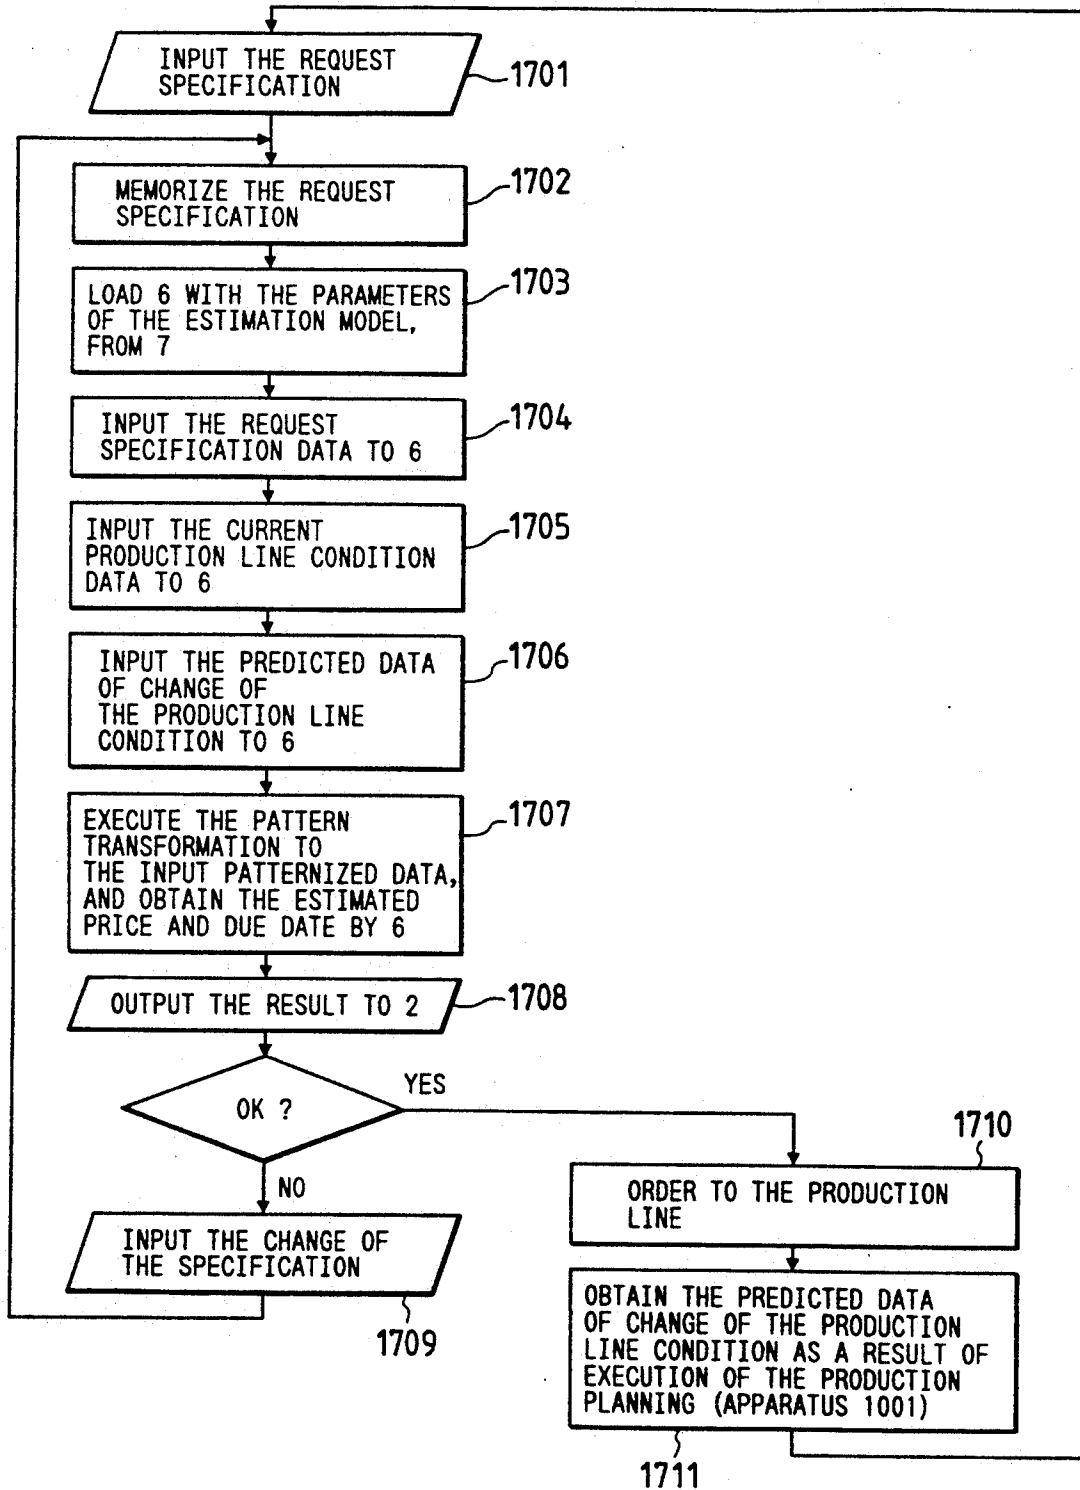 INPUT THE REQUEST
SPECIFICATION
1701
MEMORIZE THE REQUEST
SPECIFICATION
1702
LOAD 6 WITH THE PARAMETERS
OF THE ESTIMATION MODEL,
FROM 7
1703
INPUT THE REQUEST
SPECIFICATION DATA TO 6
1704
INPUT THE CURRENT
PRODUCTION LINE CONDITION
DATA TO 6
1705
INPUT THE PREDICTED DATA
OF CHANGE OF
THE PRODUCTION LINE
CONDITION TO 6
1706
EXECUTE THE PATTERN
TRANSFORMATION TO
THE INPUT PATTERNIZED DATA,
AND OBTAIN THE ESTIMATED
PRICE AND DUE DATE BY 6
1707
OUTPUT THE RESULT TO 2
1708
OK ?
YES
NO
INPUT THE CHANGE OF
THE SPECIFICATION
1709
1710
ORDER TO THE PRODUCTION
LINE
OBTAIN THE PREDICTED DATA
OF CHANGE OF THE PRODUCTION
LINE CONDITION AS A RESULT OF
EXECUTION OF THE PRODUCTION
PLANNING (APPARATUS 1001)
1711